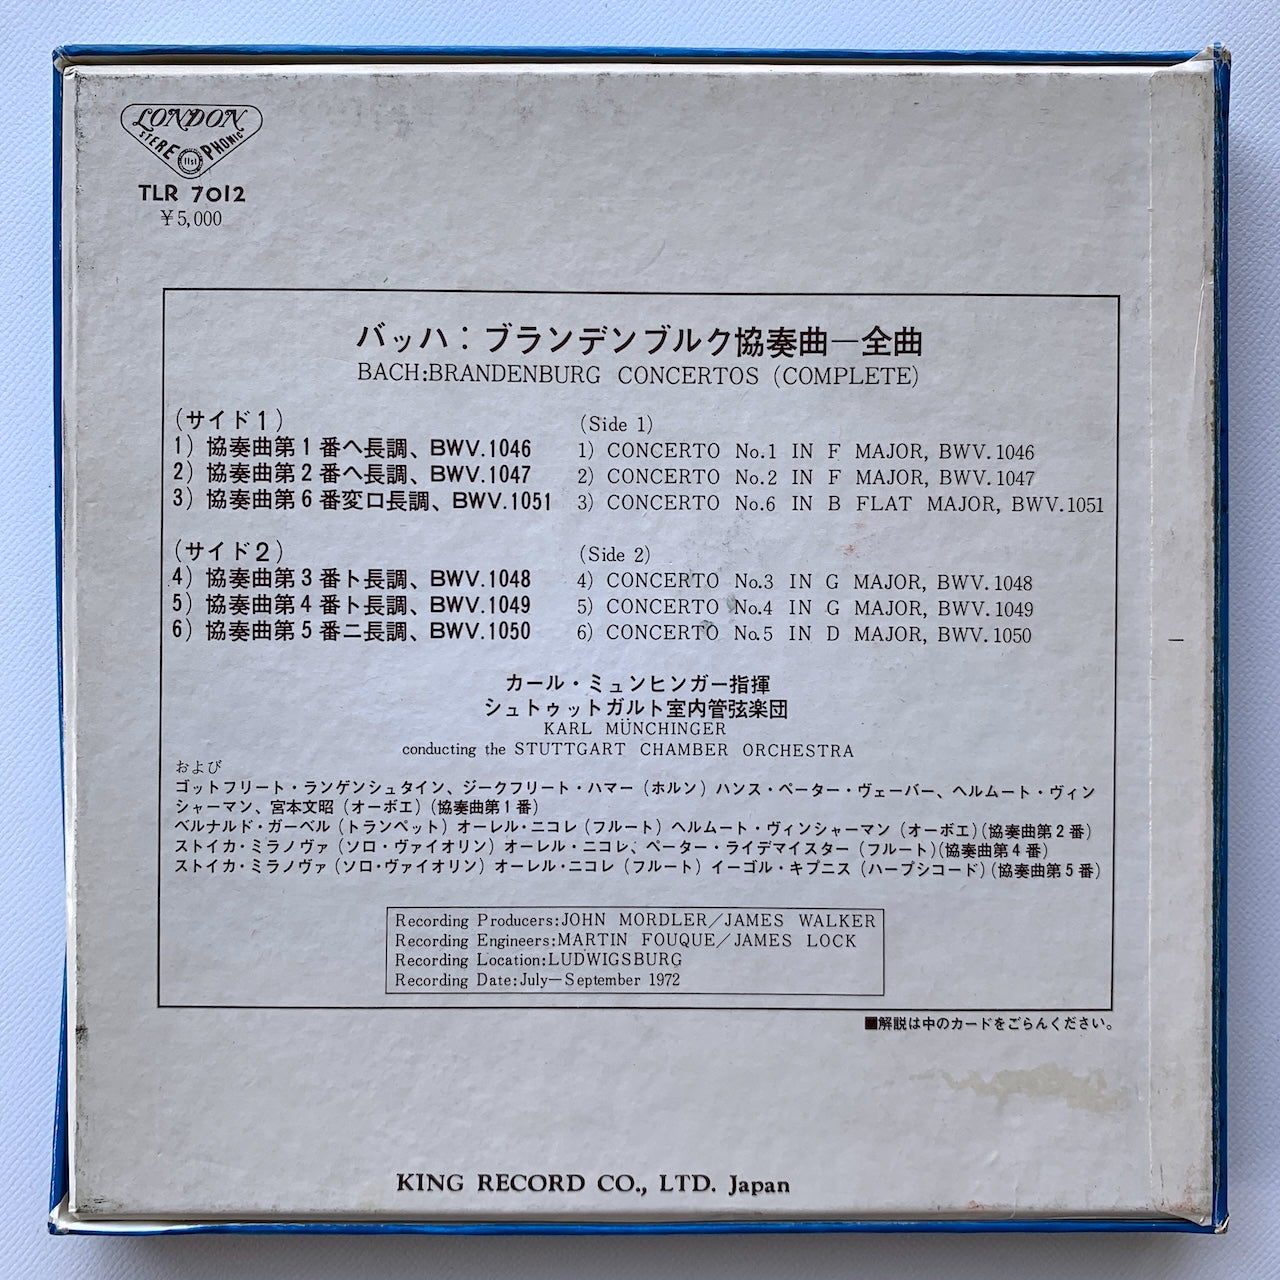 LONDON
STEREOPHONIC
ffss
TLR 7012
¥5,000
バッハ：ブランデンブルク協奏曲－全曲
BACH:BRANDENBURG CONCERTOS (COMPLETE)
(サイド1)
1) 協奏曲第1番ヘ長調、BWV.1046
2) 協奏曲第2番ヘ長調、BWV.1047
3) 協奏曲第6番変ロ長調、BWV.1051
(サイド2)
4) 協奏曲第3番ト長調、BWV.1048
5) 協奏曲第4番ト長調、BWV.1049
6) 協奏曲第5番ニ長調、BWV.1050
(Side 1)
1) CONCERTO No.1 IN F MAJOR, BWV.1046
2) CONCERTO No.2 IN F MAJOR, BWV.1047
3) CONCERTO No.6 IN B FLAT MAJOR, BWV.1051
(Side 2)
4) CONCERTO No.3 IN G MAJOR, BWV.1048
5) CONCERTO No.4 IN G MAJOR, BWV.1049
6) CONCERTO No.5 IN D MAJOR, BWV.1050
カール・ミュンヒンガー指揮
シュトゥットガルト室内管弦楽団
KARL MÜNCHINGER
conducting the STUTTGART CHAMBER ORCHESTRA
および
ゴットフリート・ランゲンシュタイン、ジークフリート・ハマー (ホルン) ハンス・ペーター・ヴェーバー、ヘルムート・ヴィン
シャーマン、宮本文昭 (オーボエ) (協奏曲第1番)
ベルナルド・ガーベル (トランペット) オーレル・ニコレ (フルート) ヘルムート・ヴィンシャーマン (オーボエ) (協奏曲第2番)
ストイカ・ミラノヴァ (ソロ・ヴァイオリン) オーレル・ニコレ、ペーター・ライデマイスター (フルート) (協奏曲第4番)
ストイカ・ミラノヴァ (ソロ・ヴァイオリン) オーレル・ニコレ (フルート) イーゴル・キプニス (ハープシコード) (協奏曲第5番)
Recording Producers:JOHN MORDLER／JAMES WALKER
Recording Engineers:MARTIN FOUQUE／JAMES LOCK
Recording Location:LUDWIGSBURG
Recording Date:July—September 1972
■解説は中のカードをごらんください。
KING RECORD CO., LTD. Japan